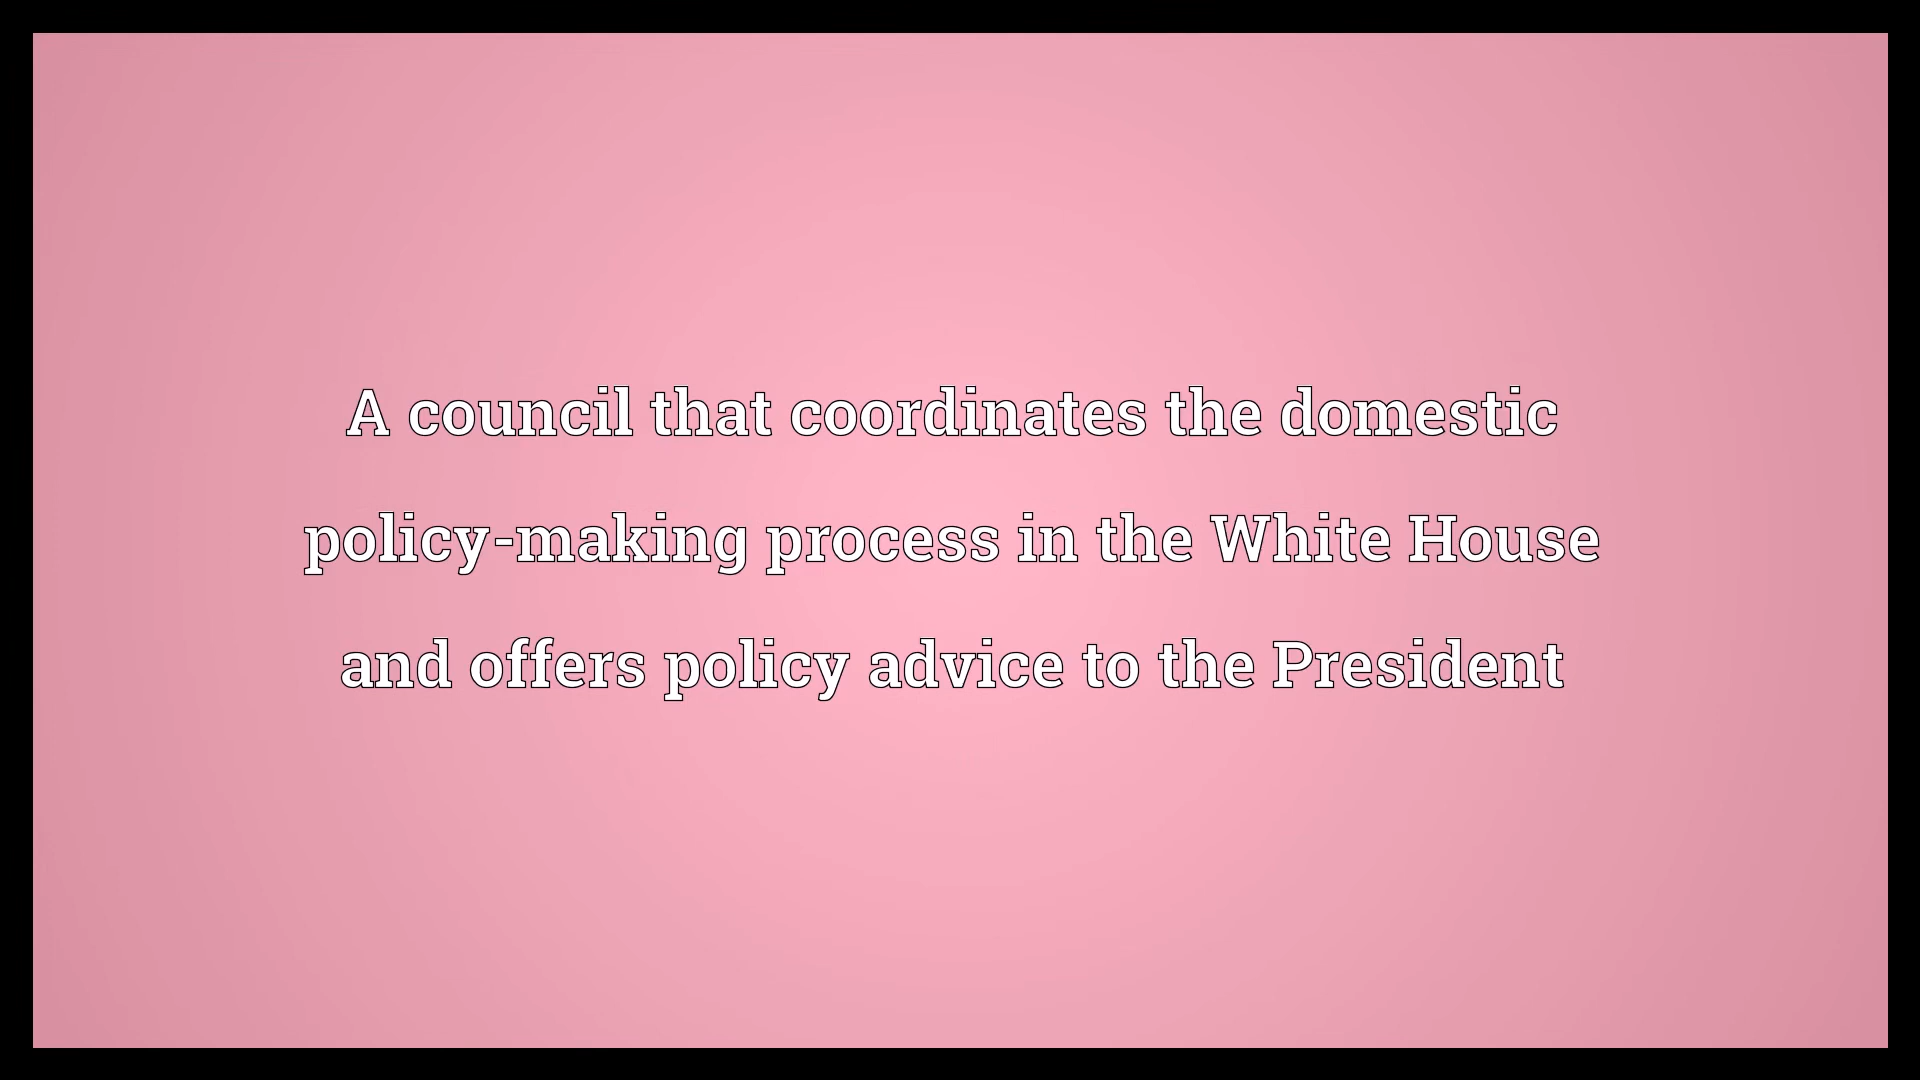 A council that coordinates the domestic
policy-making process in the White House
and offers policy advice to the President